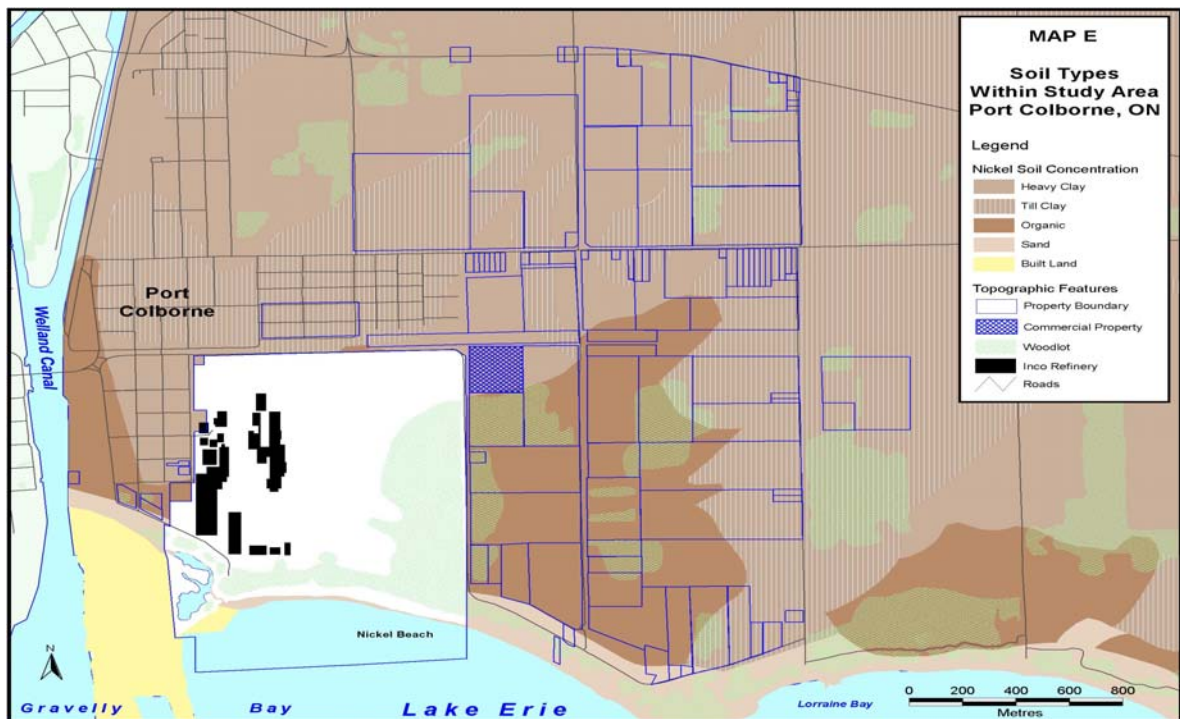 MAP E
Soil Types
Within Study Area
Port Colborne, ON
Legend
Nickel Soil Concentration
Heavy Clay
Till Clay
Organic
Sand
Built Land
Topographic Features
Property Boundary
Commercial Property
Woodlot
Inco Refinery
Roads
Port
Colborne
Welland Canal
Nickel Beach
N
Gravelly Bay Lake Erie
Lorraine Bay
0 200 400 600 800
Metres